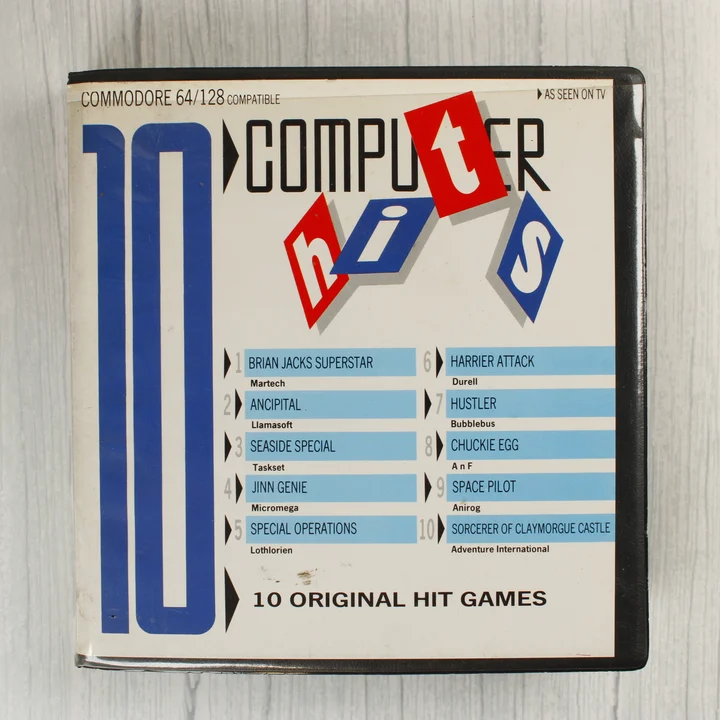 COMMODORE 64/128 COMPATIBLE
AS SEEN ON TV
10
COMPUTER
hits
1 BRIAN JACKS SUPERSTAR
Martech
2 ANCIPITAL
Llamasoft
3 SEASIDE SPECIAL
Taskset
4 JINN GENIE
Micromega
5 SPECIAL OPERATIONS
Lothlorien
6 HARRIER ATTACK
Durell
7 HUSTLER
Bubblebus
8 CHUCKIE EGG
A n F
9 SPACE PILOT
Anirog
10 SORCERER OF CLAYMORGUE CASTLE
Adventure International
10 ORIGINAL HIT GAMES